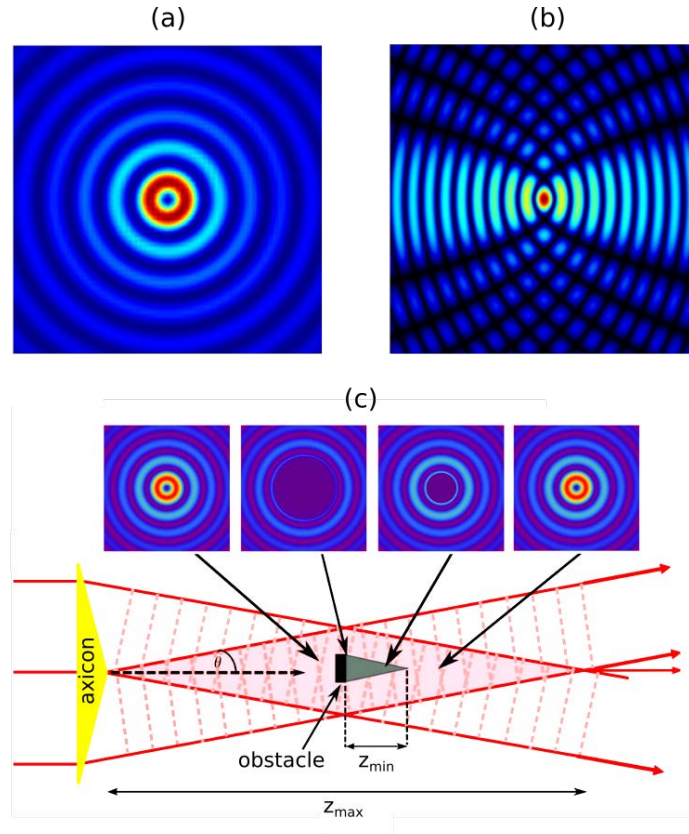 (a)
(b)
(c)
axicon
θ
obstacle
z_min
z_max